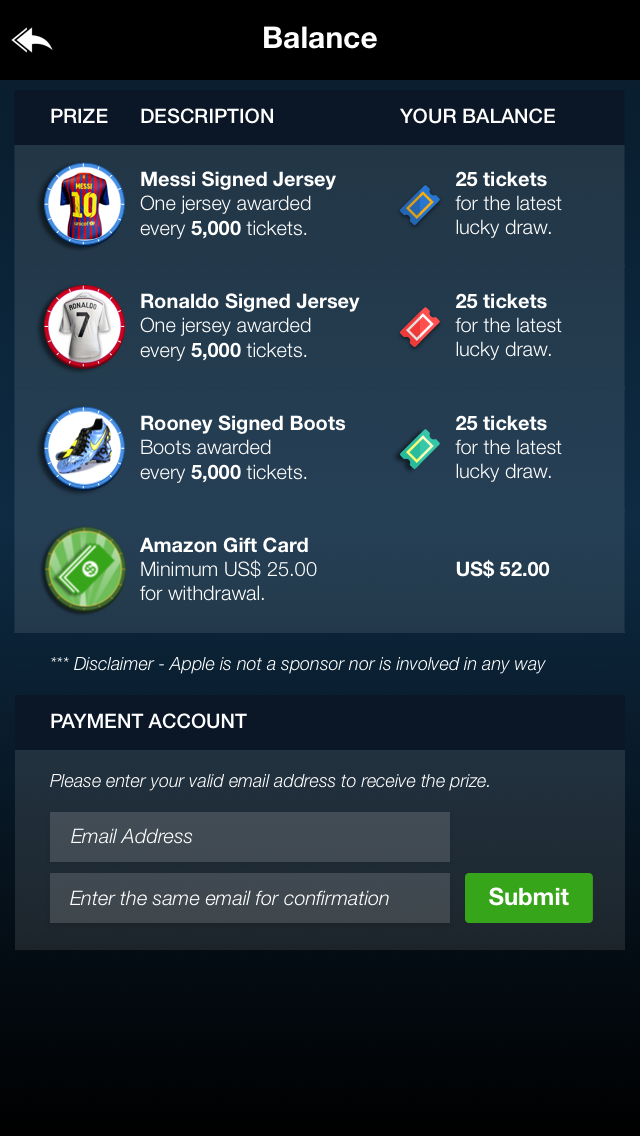 Balance
PRIZE DESCRIPTION YOUR BALANCE
MESSI
10
unicef
Messi Signed Jersey
One jersey awarded
every 5,000 tickets.
25 tickets
for the latest
lucky draw.
RONALDO
7
Ronaldo Signed Jersey
One jersey awarded
every 5,000 tickets.
25 tickets
for the latest
lucky draw.
Rooney Signed Boots
Boots awarded
every 5,000 tickets.
25 tickets
for the latest
lucky draw.
$
Amazon Gift Card
Minimum US$ 25.00
for withdrawal.
US$ 52.00
*** Disclaimer - Apple is not a sponsor nor is involved in any way
PAYMENT ACCOUNT
Please enter your valid email address to receive the prize.
Email Address
Enter the same email for confirmation
Submit